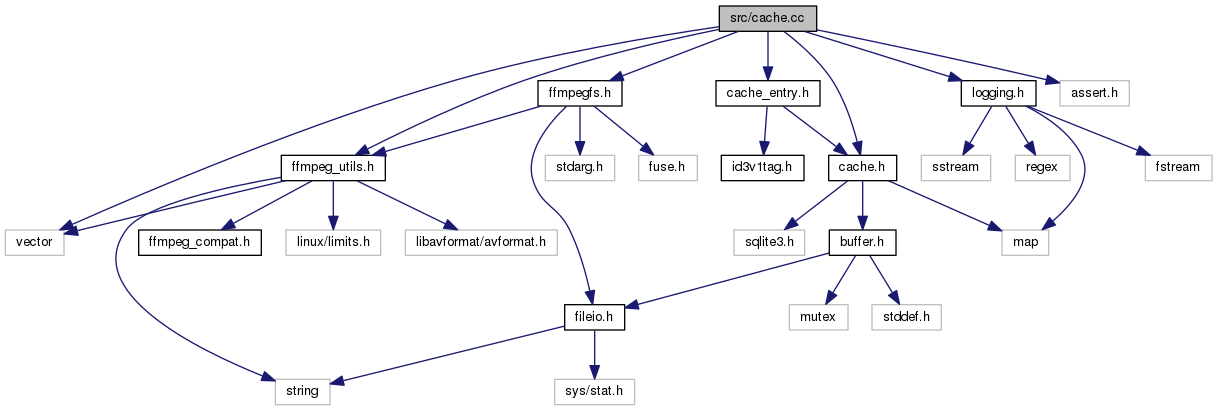 src/cache.cc
ffmpegfs.h
cache_entry.h
logging.h
assert.h
ffmpeg_utils.h
stdarg.h
fuse.h
id3v1tag.h
cache.h
sstream
regex
fstream
vector
ffmpeg_compat.h
linux/limits.h
libavformat/avformat.h
sqlite3.h
buffer.h
map
fileio.h
mutex
stddef.h
string
sys/stat.h